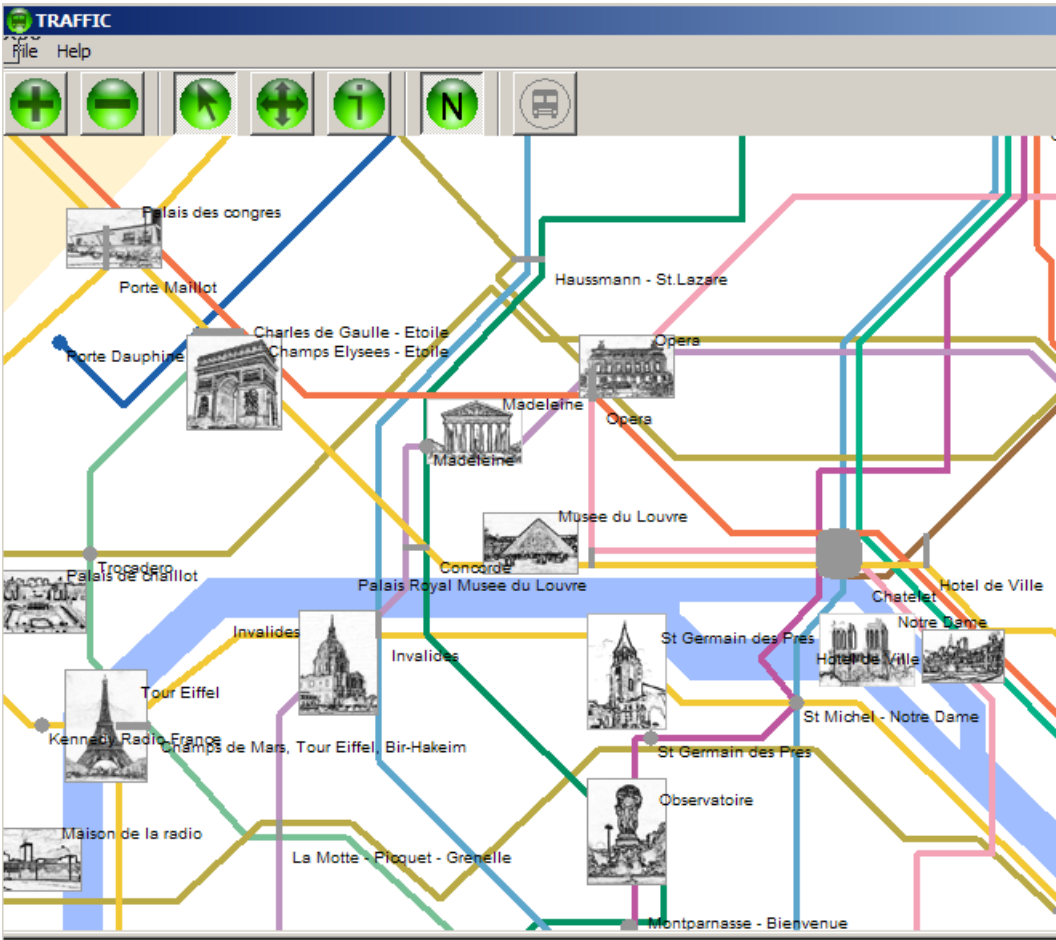 TRAFFIC
File Help
N
Palais des congres
Haussmann - St.Lazare
Porte Maillot
Charles de Gaulle - Etoile
Opera
Porte Dauphine
Champs Elysees - Etoile
Madeleine
Opera
Madeleine
Musee du Louvre
Trocadero
Concorde
Palais de chaillot
Palais Royal Musee du Louvre
Hotel de Ville
Chatelet
Notre Dame
Invalides
St Germain des Pres
Invalides
Hotel de Ville
Tour Eiffel
St Michel - Notre Dame
Kennedy Radio France
Champs de Mars, Tour Eiffel, Bir-Hakeim
St Germain des Pres
Observatoire
Maison de la radio
La Motte - Picquet - Grenelle
Montparnasse - Bienvenue